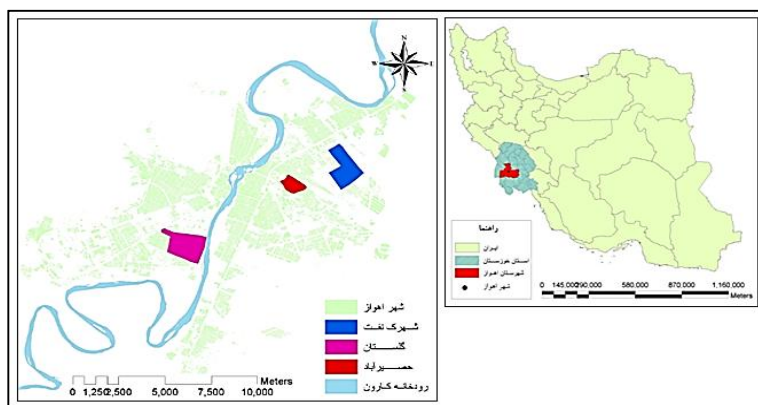 N
W E
S
شهر اهواز
شهرک نفت
گلستان
حصیرآباد
رودخانه کارون
Meters
0 1,250 2,500 5,000 7,500 10,000
راهنما
ایران
استان خوزستان
شهرستان اهواز
شهر اهواز
0 145,000 290,000 580,000 870,000 1,160,000
Meters